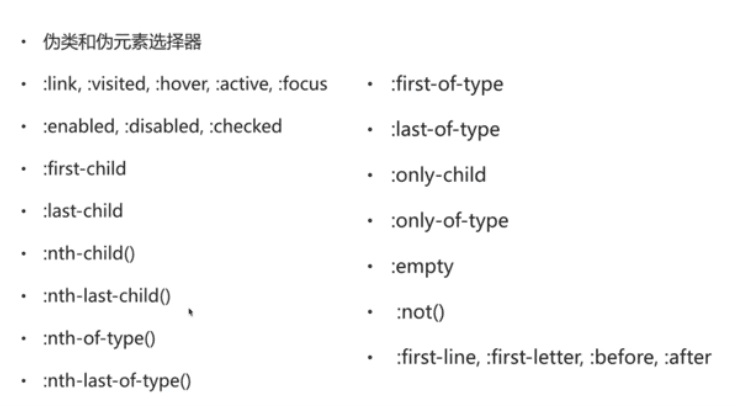 • 伪类和伪元素选择器
• :link, :visited, :hover, :active, :focus
• :enabled, :disabled, :checked
• :first-child
• :last-child
• :nth-child()
• :nth-last-child()
• :nth-of-type()
• :nth-last-of-type()
• :first-of-type
• :last-of-type
• :only-child
• :only-of-type
• :empty
• :not()
• :first-line, :first-letter, :before, :after